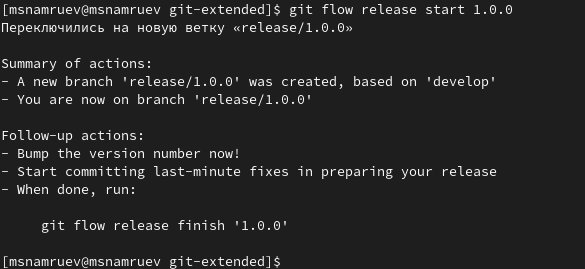 [msnamruev@msnamruev git-extended]$ git flow release start 1.0.0
Переключились на новую ветку «release/1.0.0»
Summary of actions:
- A new branch 'release/1.0.0' was created, based on 'develop'
- You are now on branch 'release/1.0.0'
Follow-up actions:
- Bump the version number now!
- Start committing last-minute fixes in preparing your release
- When done, run:
git flow release finish '1.0.0'
[msnamruev@msnamruev git-extended]$